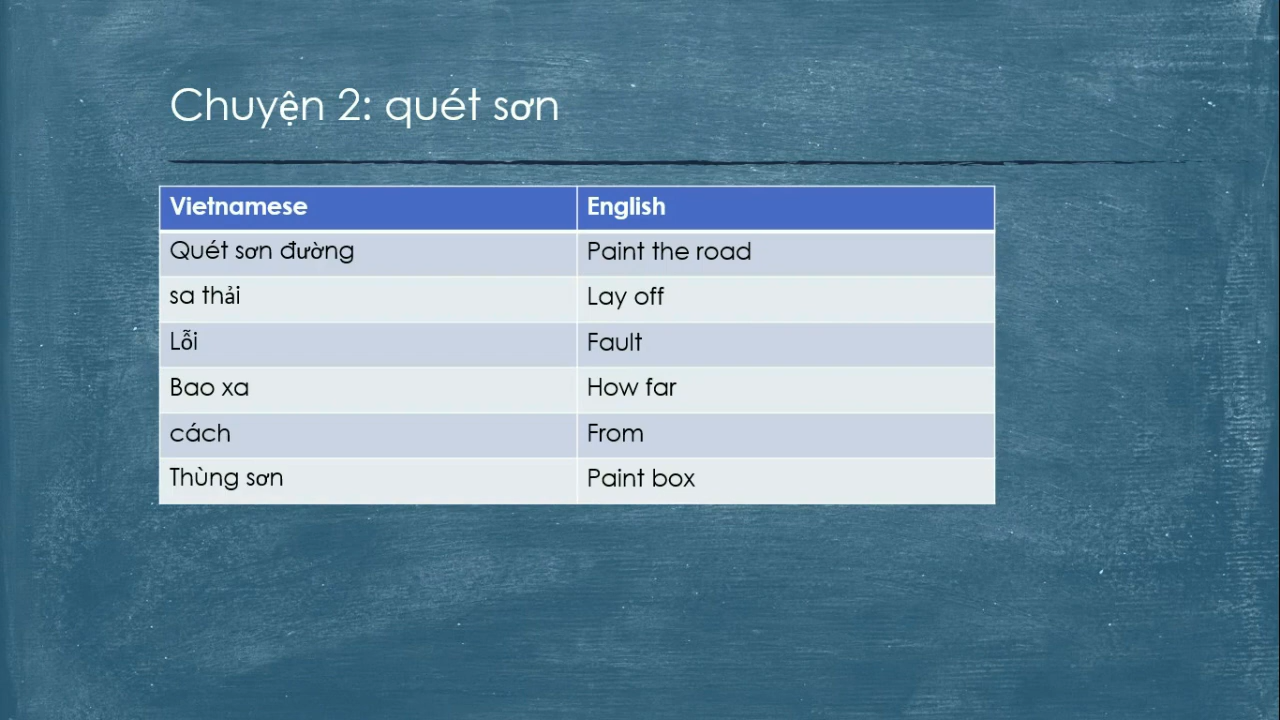 Chuyện 2: quét sơn
Vietnamese English
Quét sơn đường Paint the road
sa thải Lay off
Lỗi Fault
Bao xa How far
cách From
Thùng sơn Paint box